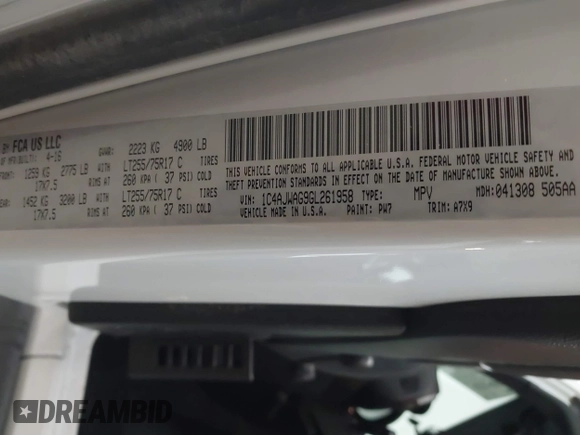 BY FCA US LLC
4-16
GVWR: 2223 KG 4900 LB
1259 KG 2775 LB
17X7.5 RIMS AT
LT255/75R17 C TIRES
260 KPA ( 37 PSI) COLD
REAR: 1452 KG 3200 LB
17X7.5 RIMS AT
LT255/75R17 C TIRES
260 KPA ( 37 PSI) COLD
THIS VEHICLE CONFORMS TO ALL APPLICABLE U.S.A. FEDERAL MOTOR VEHICLE SAFETY AND
THEFT PREVENTION STANDARDS IN EFFECT ON THE DATE OF MANUFACTURE SHOWN ABOVE.
VIN: 1C4AJWAG9GL261958 TYPE: MPV MDH: 041308 505AA
VEHICLE MADE IN U.S.A. PAINT: PW7 TRIM: A7X9
DREAMBID